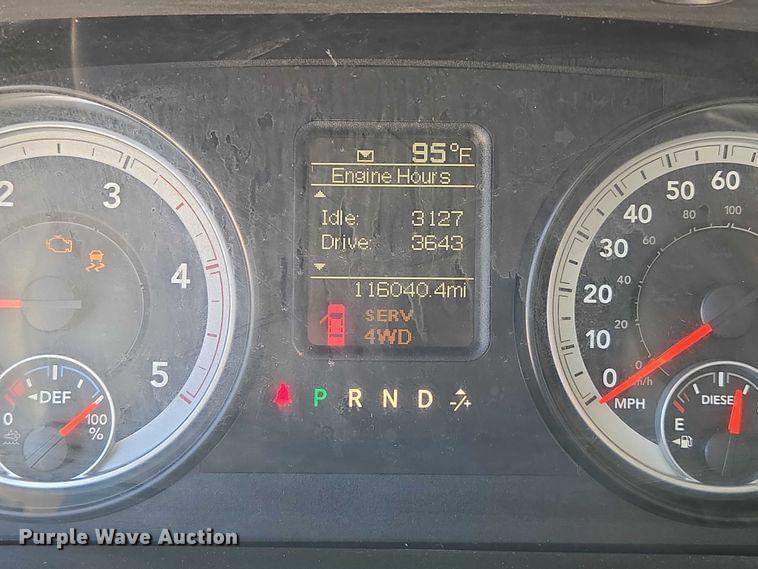 95°F
Engine Hours
Idle: 3127
Drive: 3643
116040.4mi
SERV
4WD
P R N D -/+
2 3 4 5
DEF
0 100
%
0 10 20 30 40 50 60
0 20 40 60 80 100
km/h
MPH
DIESEL
E
Purple Wave Auction